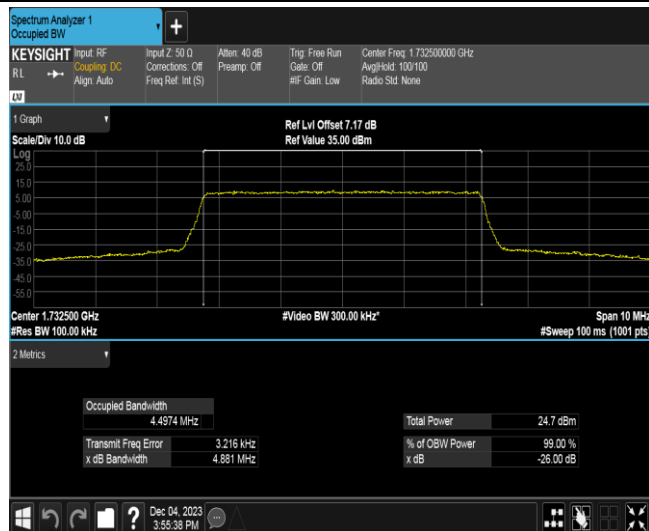 Spectrum Analyzer 1
Occupied BW
+
KEYSIGHT
RL
Input: RF
Coupling: DC
Align: Auto
Input Z: 50 Ω
Corrections: Off
Freq Ref: Int (S)
Atten: 40 dB
Preamp: Off
Trig: Free Run
Gate: Off
#IF Gain: Low
Center Freq: 1.732500000 GHz
Avg|Hold: 100/100
Radio Std: None
1 Graph
Scale/Div 10.0 dB
Ref Lvl Offset 7.17 dB
Ref Value 35.00 dBm
Log
25.0
15.0
5.00
-5.00
-15.0
-25.0
-35.0
-45.0
-55.0
Center 1.732500 GHz
#Res BW 100.00 kHz
#Video BW 300.00 kHz*
Span 10 MHz
#Sweep 100 ms (1001 pts)
2 Metrics
Occupied Bandwidth
4.4974 MHz
Transmit Freq Error 3.216 kHz
x dB Bandwidth 4.881 MHz
Total Power 24.7 dBm
% of OBW Power 99.00 %
x dB -26.00 dB
?
Dec 04, 2023
3:55:38 PM